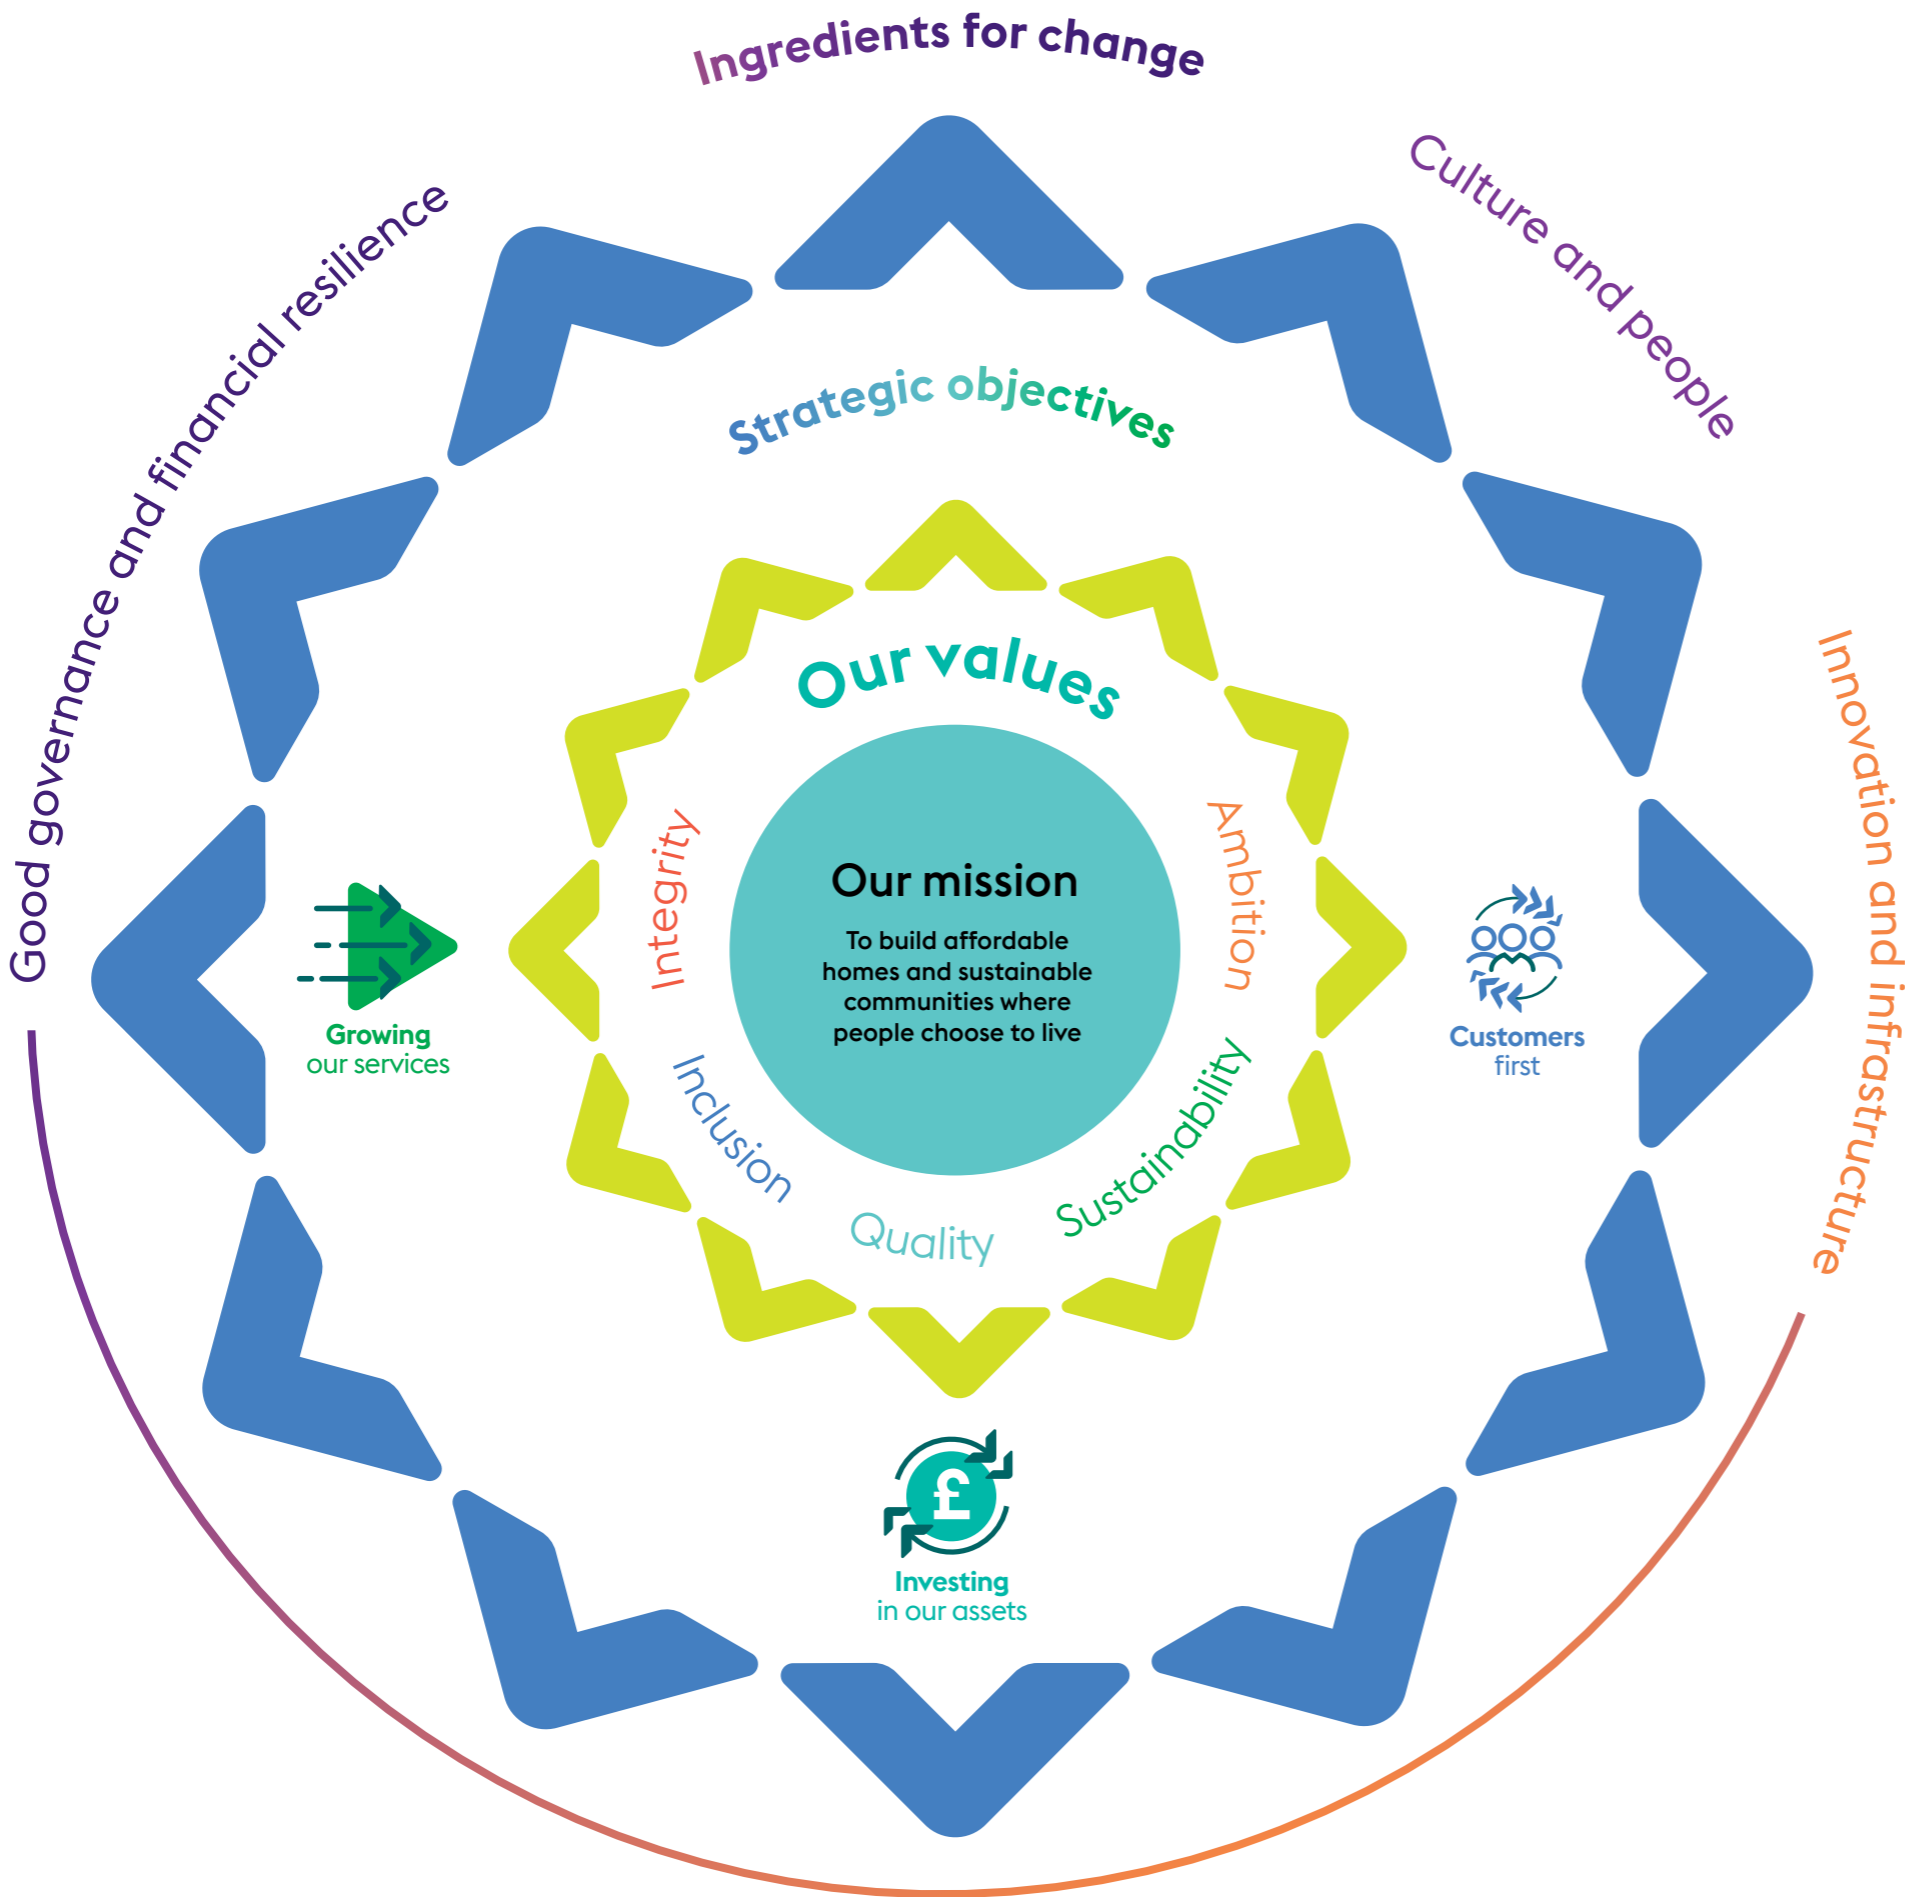 Ingredients for change
Culture and people
Innovation and infrastructure
Good governance and financial resilience
Strategic objectives
Customers
first
Investing
in our assets
Growing
our services
Our values
Ambition
Sustainability
Quality
Inclusion
Integrity
Our mission
To build affordable
homes and sustainable
communities where
people choose to live
£